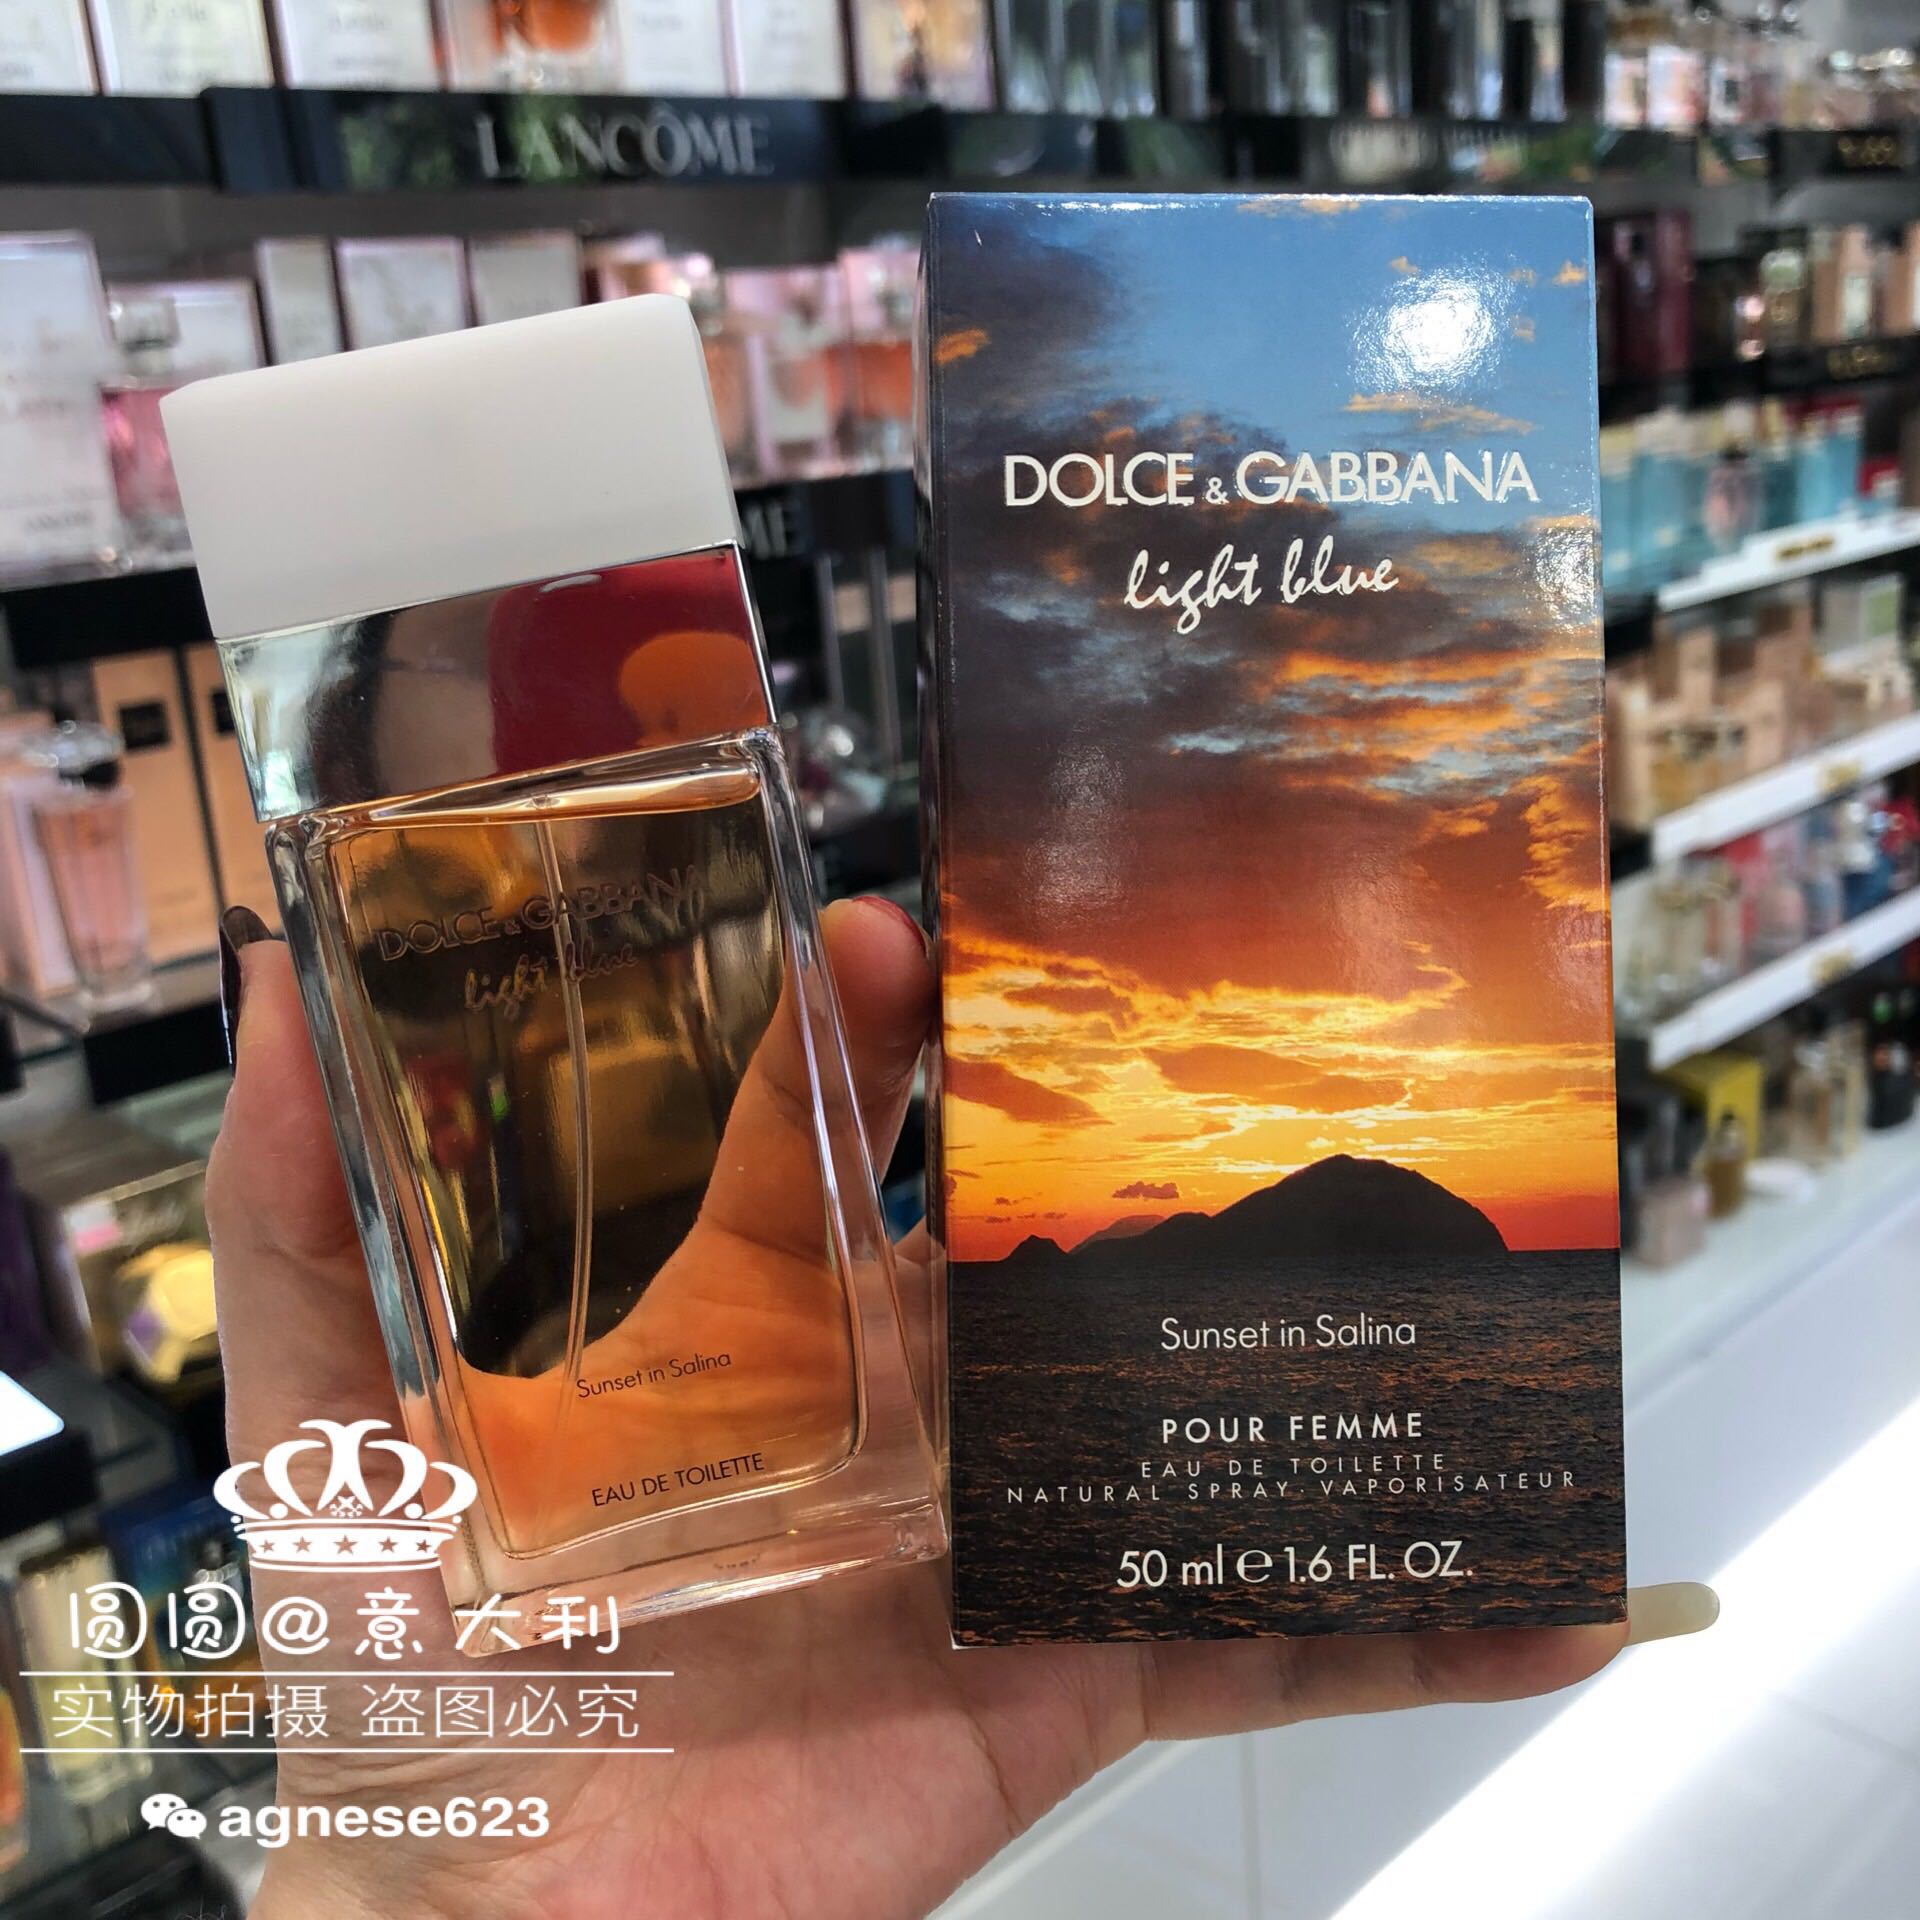 LANCÔME
DOLCE & GABBANA
light blue
Sunset in Salina
POUR FEMME
EAU DE TOILETTE
NATURAL SPRAY · VAPORISATEUR
50 ml e 1.6 FL. OZ.
DOLCE & GABBANA
light blue
Sunset in Salina
EAU DE TOILETTE
圆圆@意大利
实物拍摄 盗图必究
agnese623